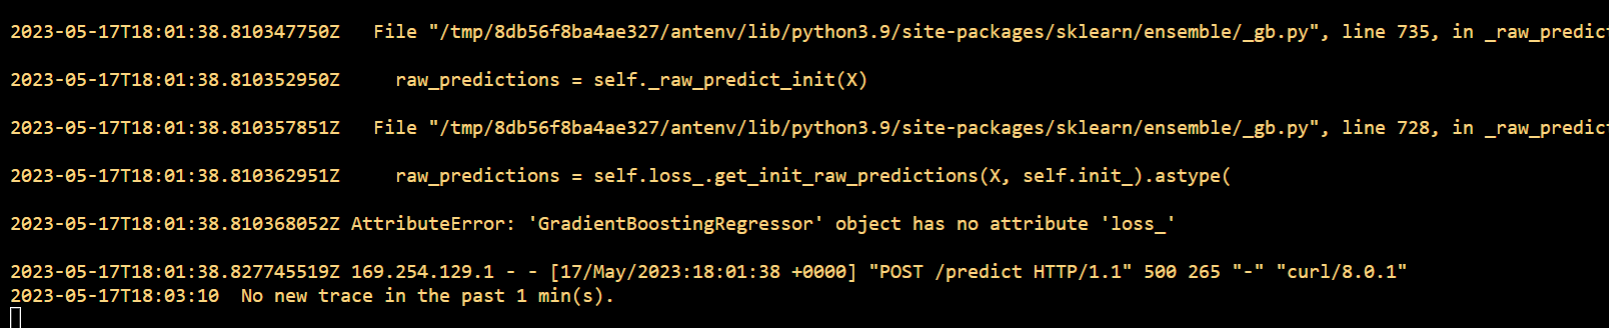 2023-05-17T18:01:38.810347750Z   File "/tmp/8db56f8ba4ae327/antenv/lib/python3.9/site-packages/sklearn/ensemble/_gb.py", line 735, in _raw_predict
2023-05-17T18:01:38.810352950Z     raw_predictions = self._raw_predict_init(X)
2023-05-17T18:01:38.810357851Z   File "/tmp/8db56f8ba4ae327/antenv/lib/python3.9/site-packages/sklearn/ensemble/_gb.py", line 728, in _raw_predict
2023-05-17T18:01:38.810362951Z     raw_predictions = self.loss_.get_init_raw_predictions(X, self.init_).astype(
2023-05-17T18:01:38.810368052Z AttributeError: 'GradientBoostingRegressor' object has no attribute 'loss_'
2023-05-17T18:01:38.827745519Z 169.254.129.1 - - [17/May/2023:18:01:38 +0000] "POST /predict HTTP/1.1" 500 265 "-" "curl/8.0.1"
2023-05-17T18:03:10  No new trace in the past 1 min(s).